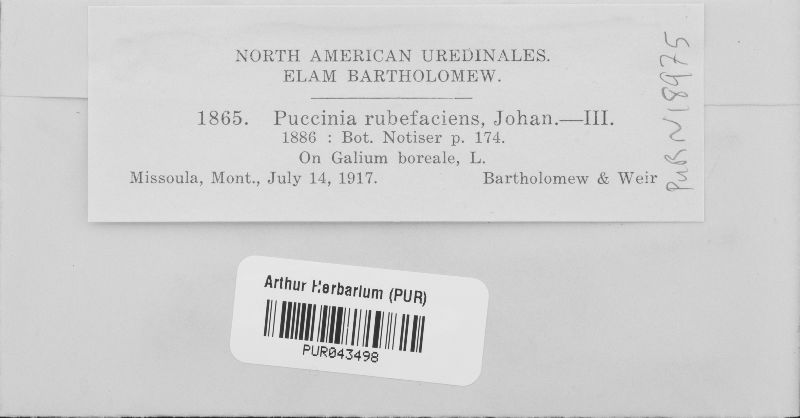 NORTH AMERICAN UREDINALES.
ELAM BARTHOLOMEW.
1865. Puccinia rubefaciens, Johan.—III.
1886 : Bot. Notiser p. 174.
On Galium boreale, L.
Missoula, Mont., July 14, 1917. Bartholomew & Weir
PUR N18975
Arthur Herbarium (PUR)
PUR043498